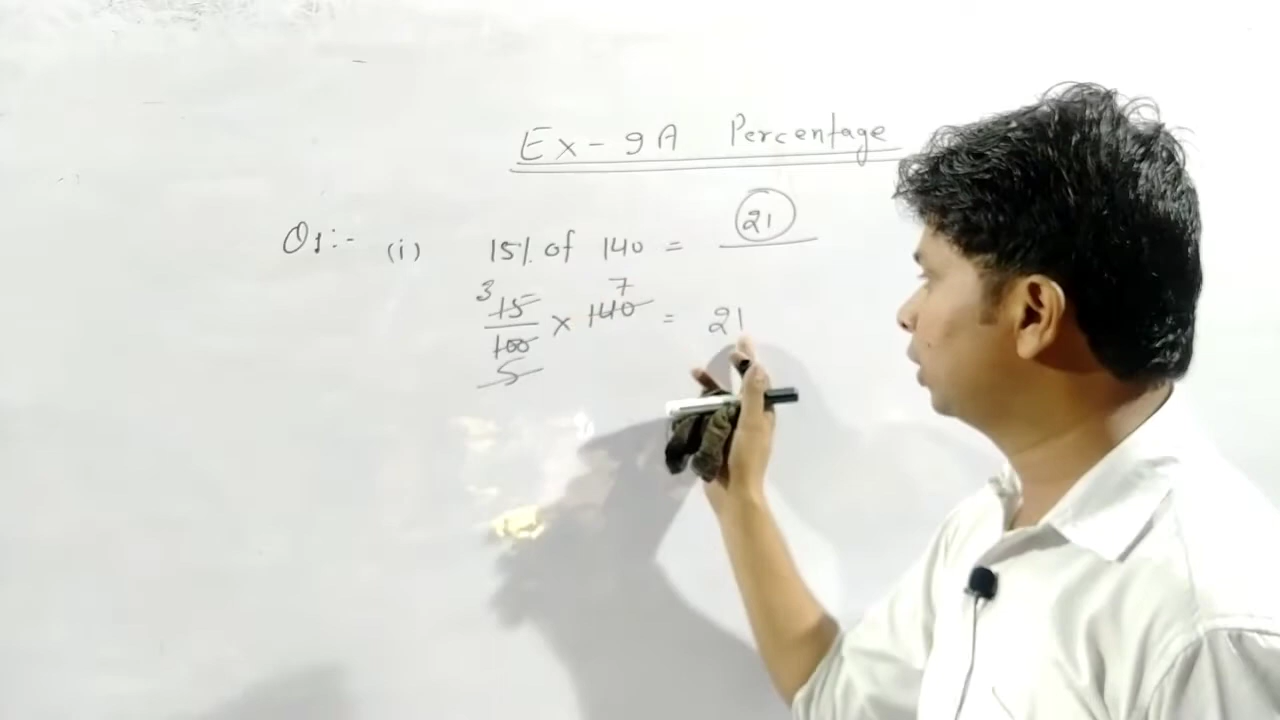 Ex - 9A Percentage
Q1:- (i) 15% of 140 = 21
3 7
15/100 × 140 = 21
5